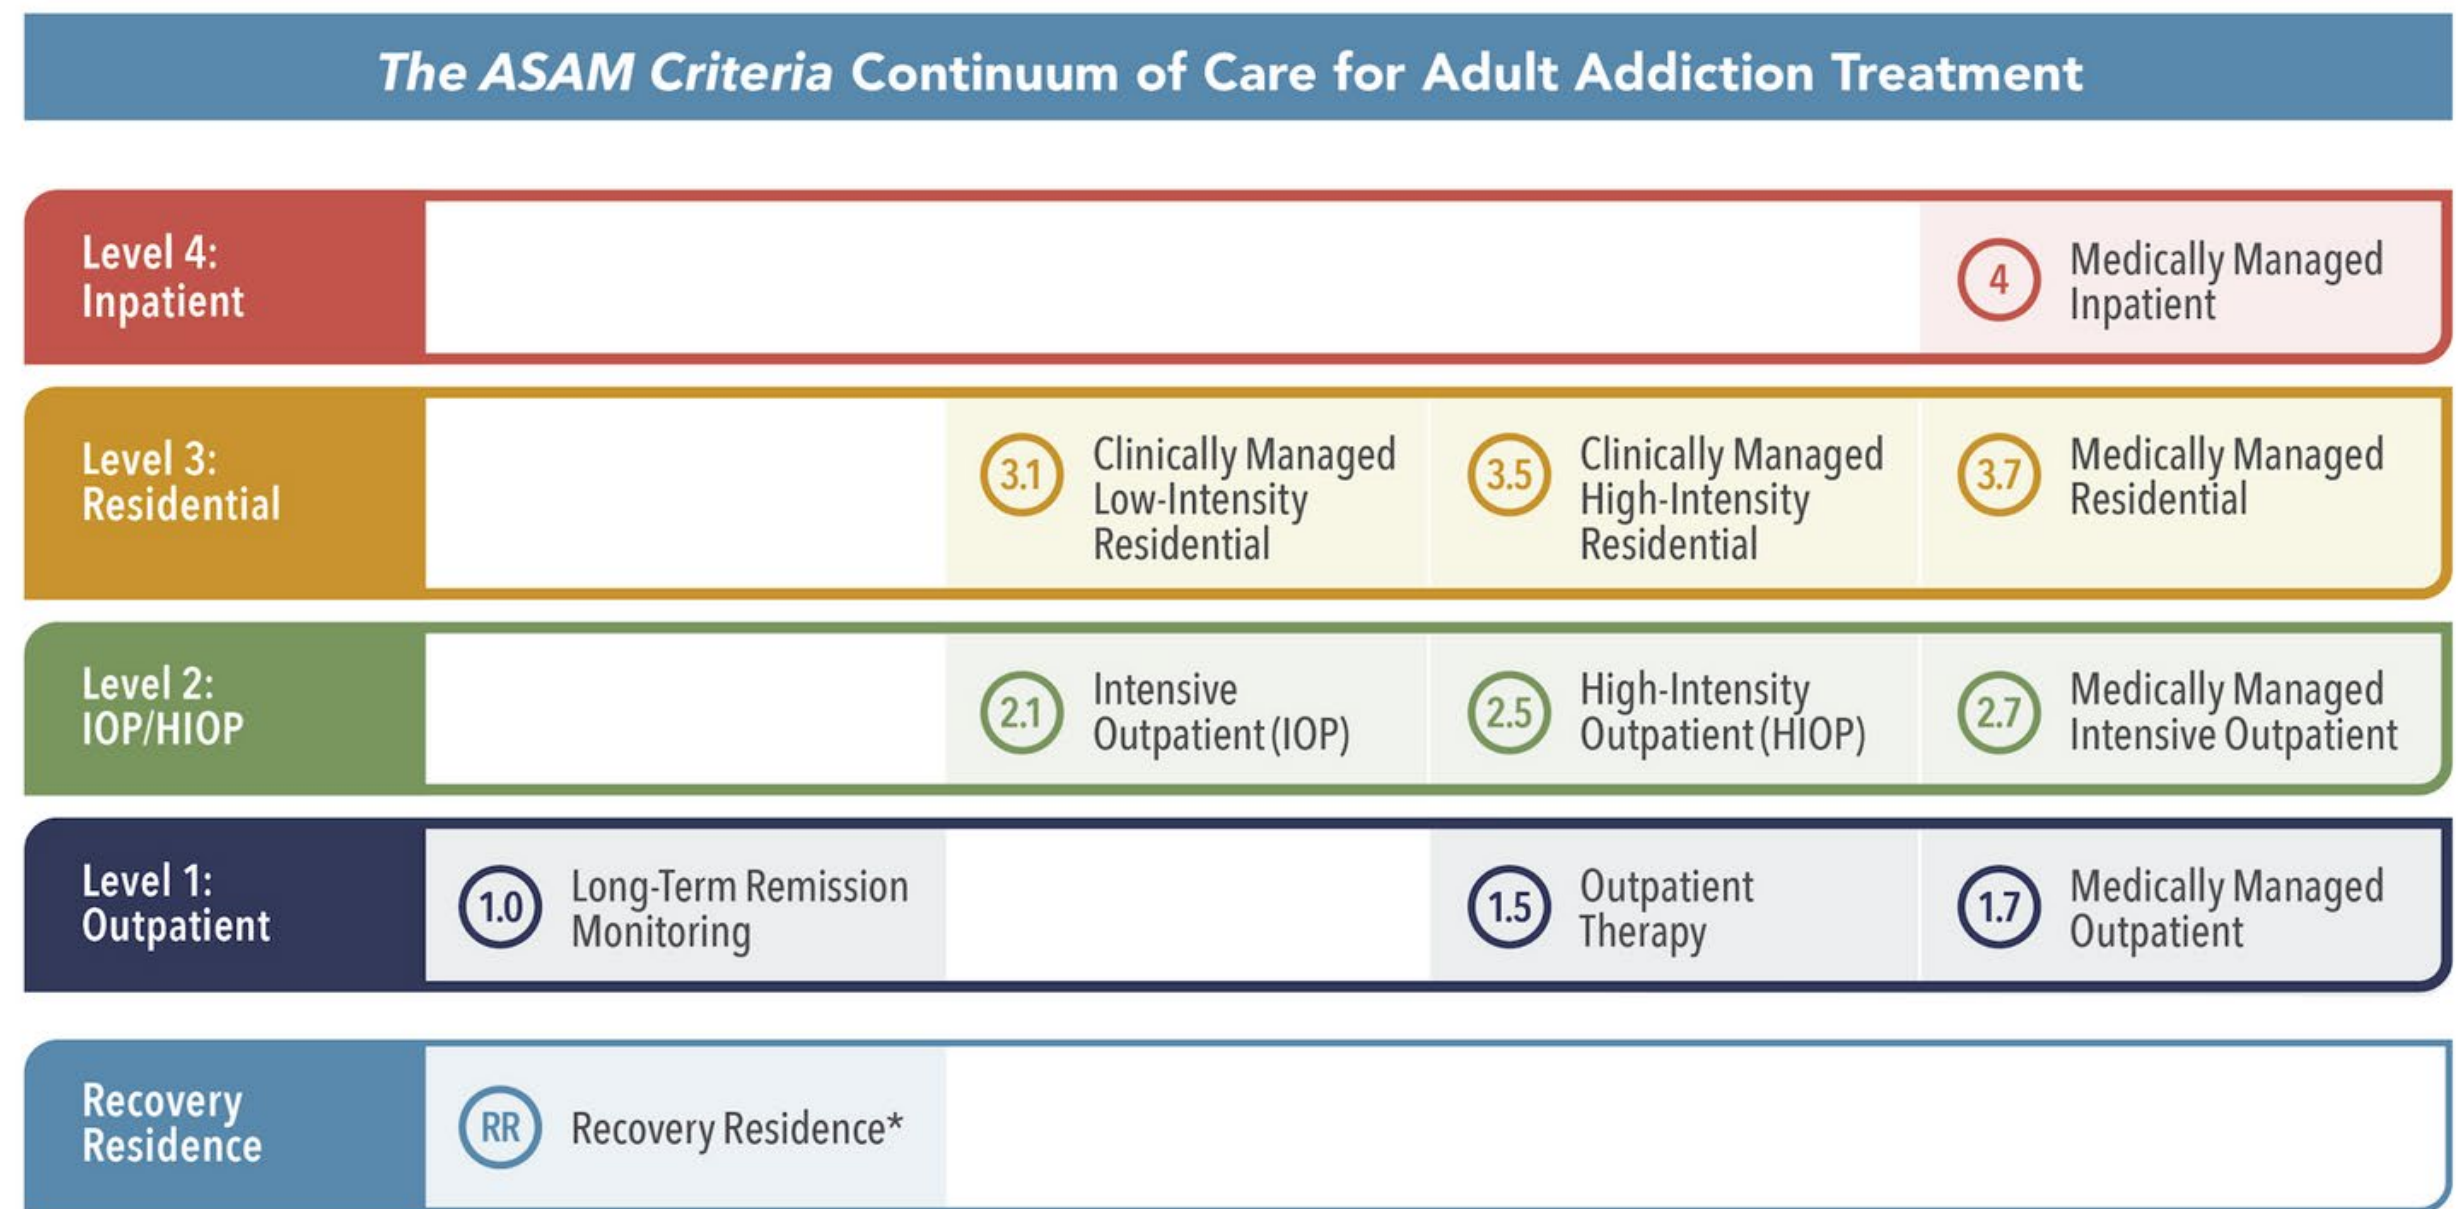 The ASAM Criteria Continuum of Care for Adult Addiction Treatment
Level 4:
Inpatient
4
Medically Managed
Inpatient
Level 3:
Residential
3.1
Clinically Managed
Low-Intensity
Residential
3.5
Clinically Managed
High-Intensity
Residential
3.7
Medically Managed
Residential
Level 2:
IOP/HIOP
2.1
Intensive
Outpatient (IOP)
2.5
High-Intensity
Outpatient (HIOP)
2.7
Medically Managed
Intensive Outpatient
Level 1:
Outpatient
1.0
Long-Term Remission
Monitoring
1.5
Outpatient
Therapy
1.7
Medically Managed
Outpatient
Recovery
Residence
RR
Recovery Residence*